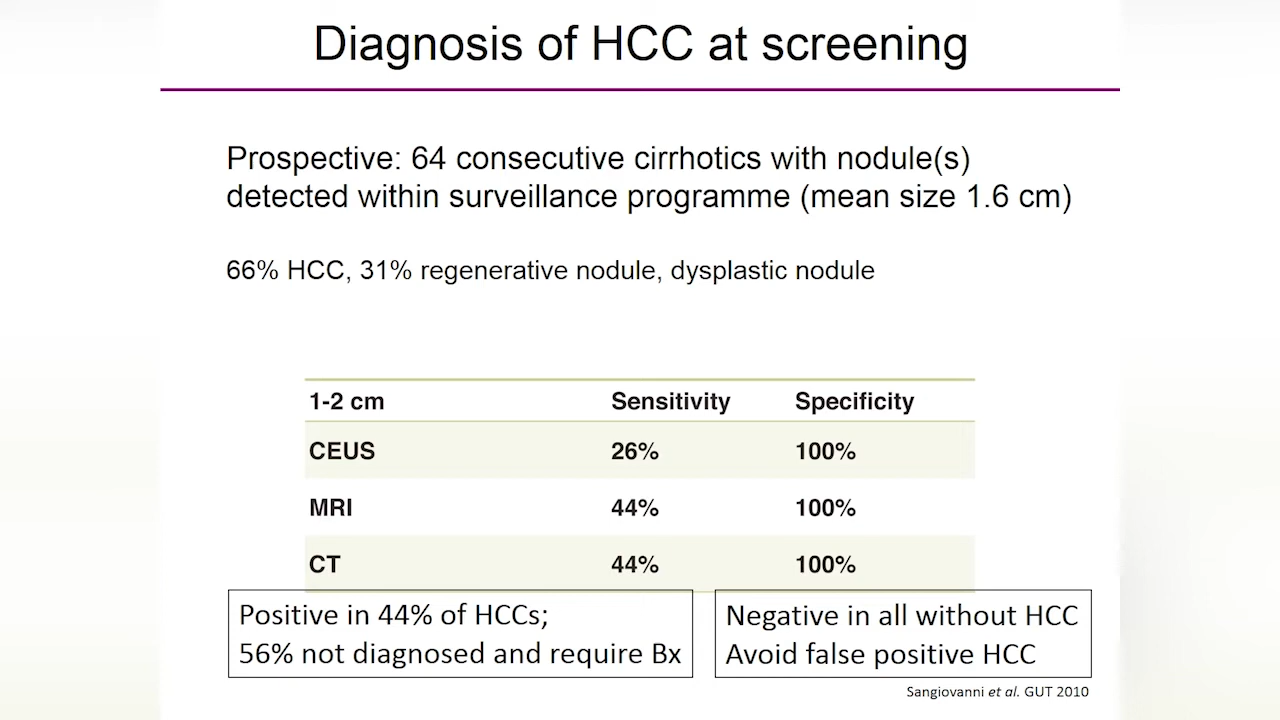 Diagnosis of HCC at screening
Prospective: 64 consecutive cirrhotics with nodule(s)
detected within surveillance programme (mean size 1.6 cm)
66% HCC, 31% regenerative nodule, dysplastic nodule
1-2 cm Sensitivity Specificity
CEUS 26% 100%
MRI 44% 100%
CT 44% 100%
Positive in 44% of HCCs;
56% not diagnosed and require Bx
Negative in all without HCC
Avoid false positive HCC
Sangiovanni et al. GUT 2010